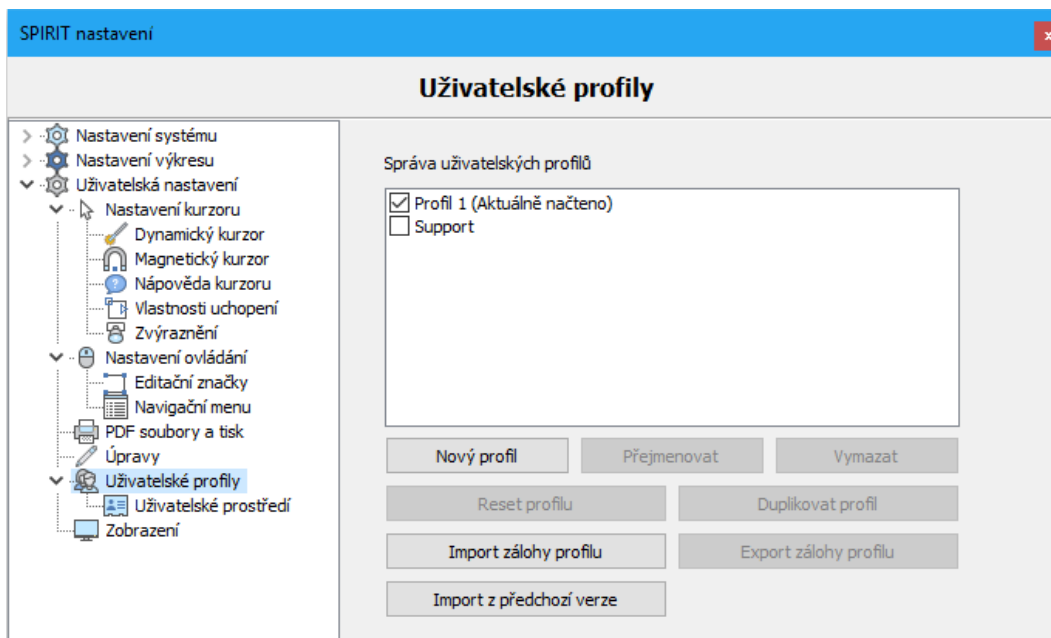 SPIRIT nastavení
x
Uživatelské profily
Nastavení systému
Nastavení výkresu
Uživatelská nastavení
Nastavení kurzoru
Dynamický kurzor
Magnetický kurzor
Nápověda kurzoru
Vlastnosti uchopení
Zvýraznění
Nastavení ovládání
Editační značky
Navigační menu
PDF soubory a tisk
Úpravy
Uživatelské profily
Uživatelské prostředí
Zobrazení
Správa uživatelských profilů
Profil 1 (Aktuálně načteno)
Support
Nový profil Přejmenovat Vymazat
Reset profilu Duplikovat profil
Import zálohy profilu Export zálohy profilu
Import z předchozí verze